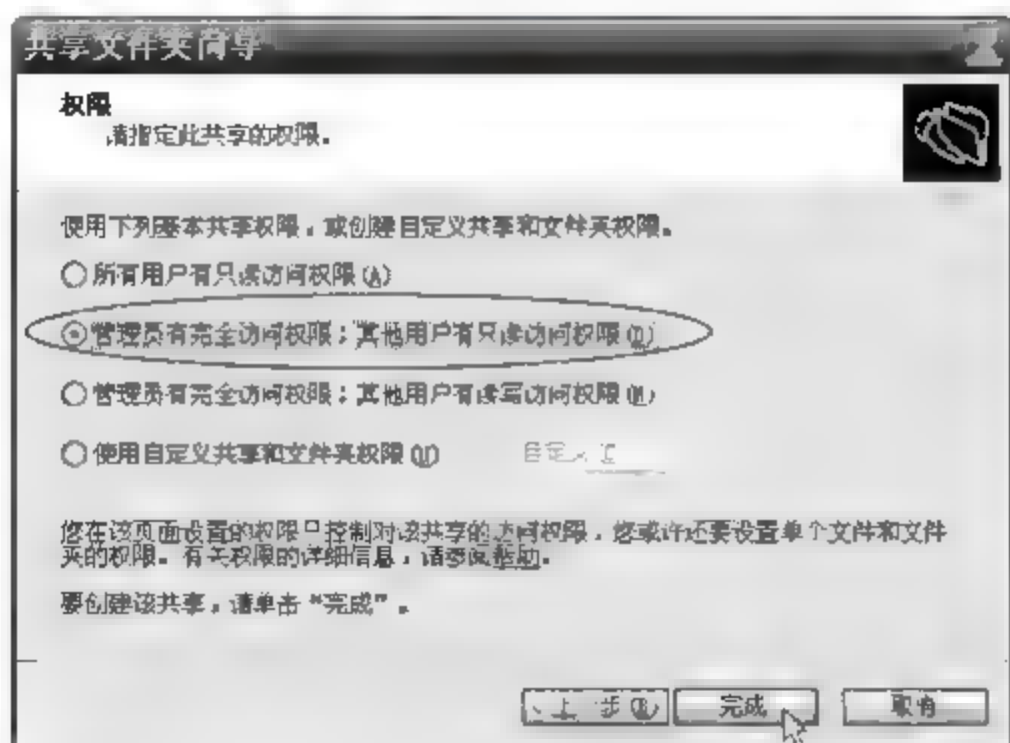 共享文件夹向导
权限
请指定此共享的权限。
使用下列基本共享权限,或创建自定义共享和文件夹权限。
所有用户有只读访问权限(A)
管理员有完全访问权限;其他用户有只读访问权限
管理员有完全访问权限;其他用户有读写访问权限
使用自定义共享和文件夹权限(U) 自定义
您在该页面设置的权限只控制对该共享的访问权限,您或许还要设置单个文件和文件
夹的权限。有关权限的详细信息,请参阅帮助。
要创建该共享,请单击“完成”。
上一步(B) 完成 取消